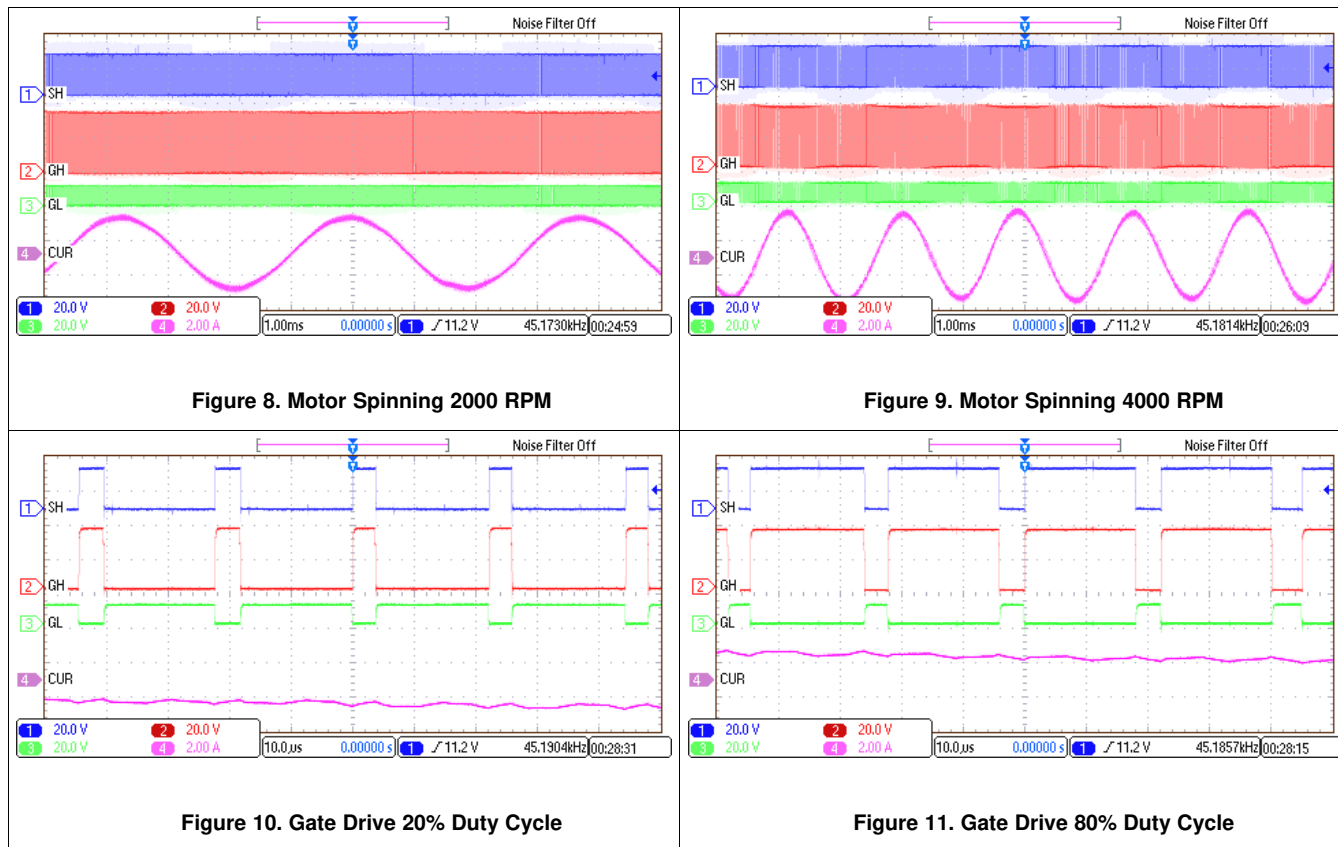 Noise Filter Off
T
T
1 SH
2 GH
3 GL
4 CUR
1 20.0 V 2 20.0 V
3 20.0 V 4 2.00 A
1.00ms 0.00000 s 1 11.2 V 45.1730kHz 00:24:59
Figure 8. Motor Spinning 2000 RPM
Noise Filter Off
T
T
1 SH
2 GH
3 GL
4 CUR
1 20.0 V 2 20.0 V
3 20.0 V 4 2.00 A
1.00ms 0.00000 s 1 11.2 V 45.1814kHz 00:26:09
Figure 9. Motor Spinning 4000 RPM
Noise Filter Off
T
T
1 SH
2 GH
3 GL
4 CUR
1 20.0 V 2 20.0 V
3 20.0 V 4 2.00 A
10.0µs 0.00000 s 1 11.2 V 45.1904kHz 00:28:31
Figure 10. Gate Drive 20% Duty Cycle
Noise Filter Off
T
T
1 SH
2 GH
3 GL
4 CUR
1 20.0 V 2 20.0 V
3 20.0 V 4 2.00 A
10.0µs 0.00000 s 1 11.2 V 45.1857kHz 00:28:15
Figure 11. Gate Drive 80% Duty Cycle